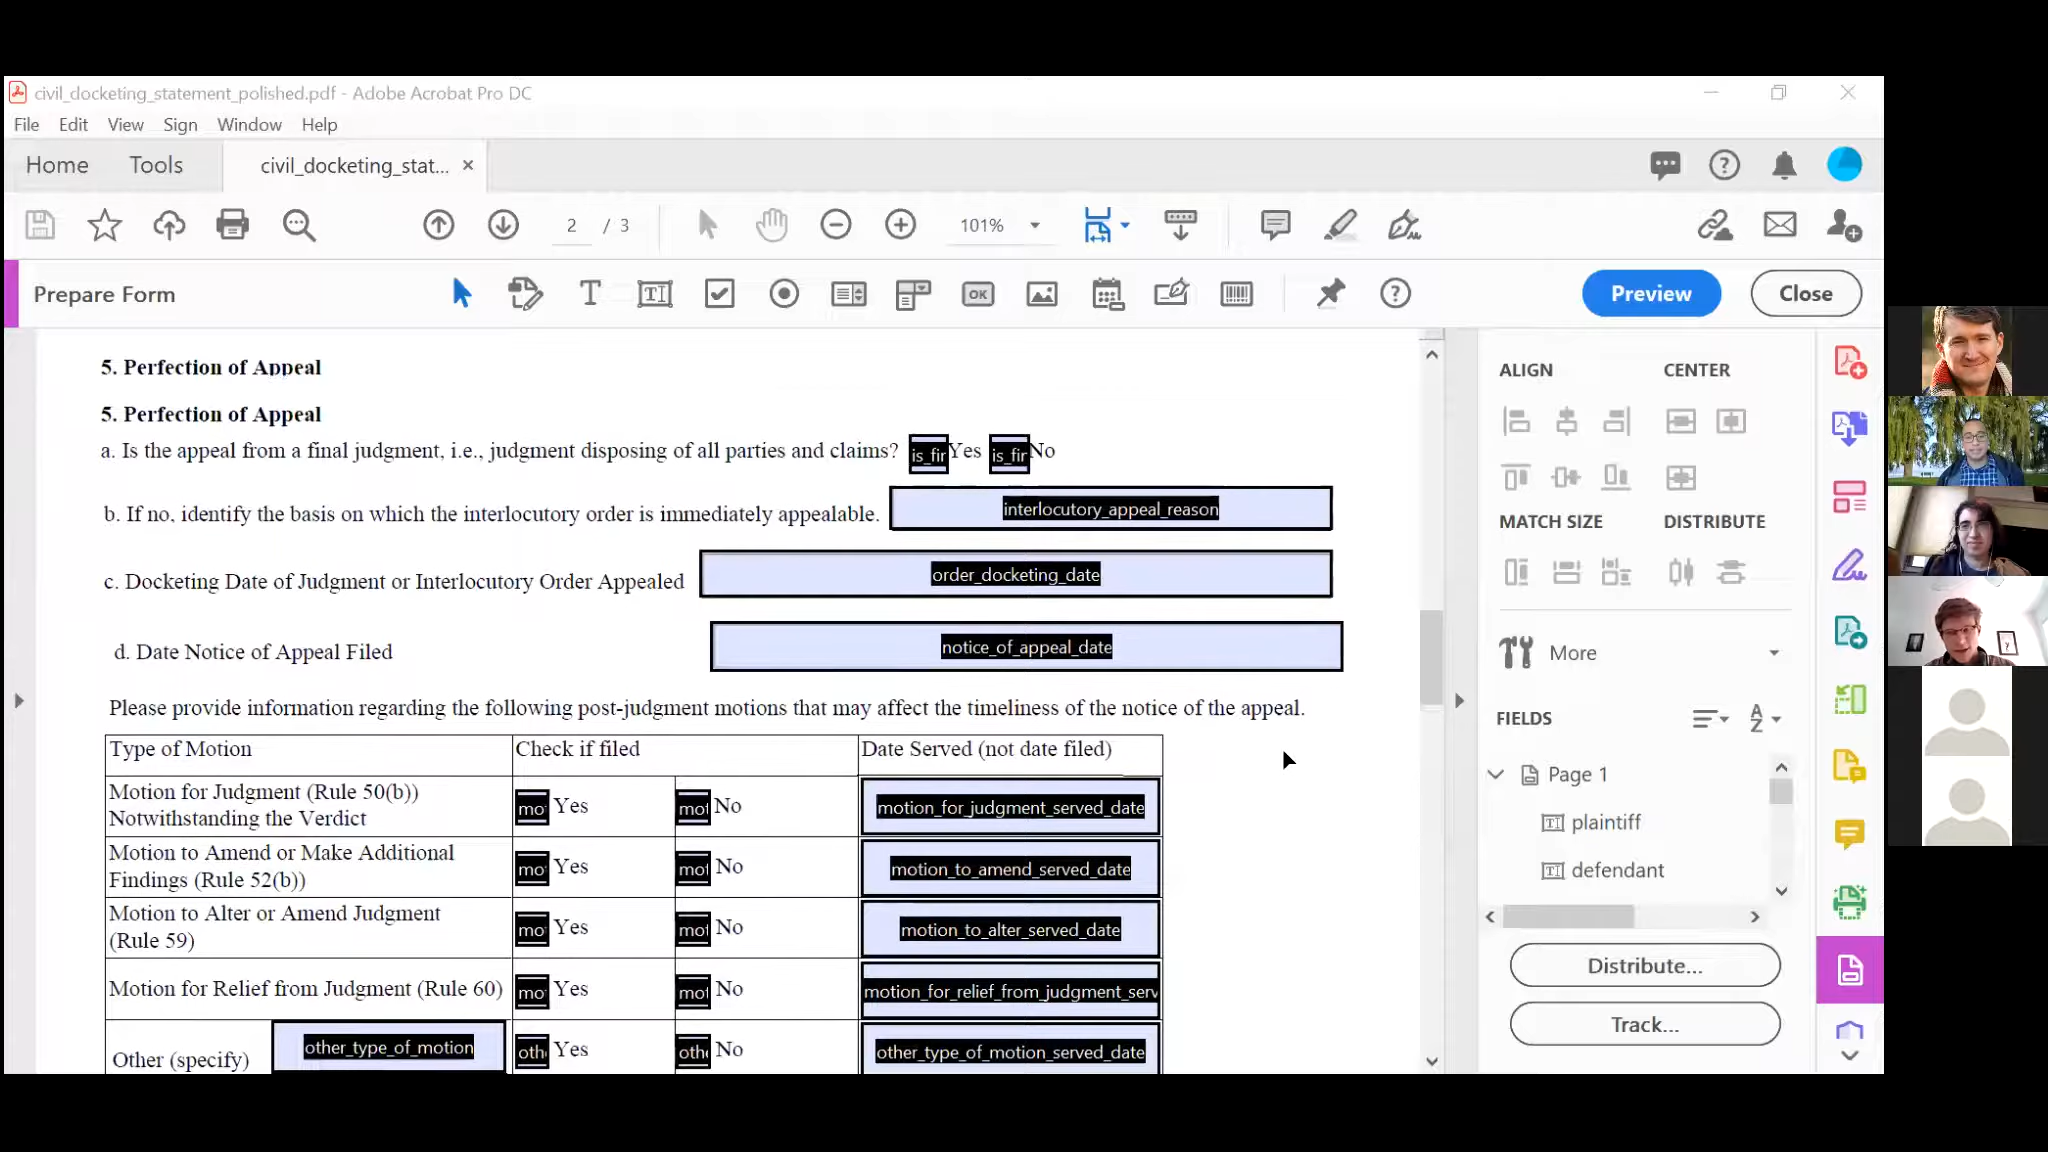 civil_docketing_statement_polished.pdf - Adobe Acrobat Pro DC
File Edit View Sign Window Help
Home Tools civil_docketing_stat... ×
2 / 3 101%
Prepare Form T OK Preview Close
5. Perfection of Appeal
5. Perfection of Appeal
a. Is the appeal from a final judgment, i.e., judgment disposing of all parties and claims? is_fir Yes is_fir No
b. If no, identify the basis on which the interlocutory order is immediately appealable. interlocutory_appeal_reason
c. Docketing Date of Judgment or Interlocutory Order Appealed order_docketing_date
d. Date Notice of Appeal Filed notice_of_appeal_date
Please provide information regarding the following post-judgment motions that may affect the timeliness of the notice of the appeal.
Type of Motion Check if filed Date Served (not date filed)
Motion for Judgment (Rule 50(b))
Notwithstanding the Verdict mo Yes mot No motion_for_judgment_served_date
Motion to Amend or Make Additional
Findings (Rule 52(b)) mo Yes mot No motion_to_amend_served_date
Motion to Alter or Amend Judgment
(Rule 59) mo Yes mot No motion_to_alter_served_date
Motion for Relief from Judgment (Rule 60) mo Yes mot No motion_for_relief_from_judgment_serv
Other (specify) other_type_of_motion oth Yes oth No other_type_of_motion_served_date
ALIGN CENTER
MATCH SIZE DISTRIBUTE
More
FIELDS
Page 1
plaintiff
defendant
Distribute...
Track...